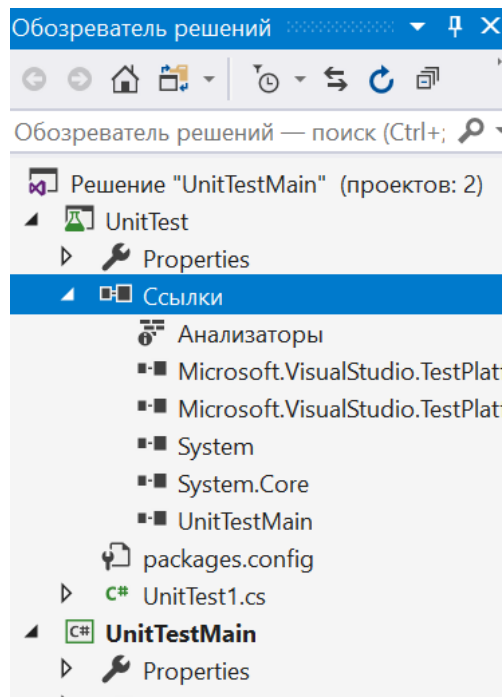 Обозреватель решений
Обозреватель решений — поиск (Ctrl+;
Решение "UnitTestMain" (проектов: 2)
UnitTest
Properties
Ссылки
Анализаторы
Microsoft.VisualStudio.TestPlat
Microsoft.VisualStudio.TestPlat
System
System.Core
UnitTestMain
packages.config
C# UnitTest1.cs
C# UnitTestMain
Properties